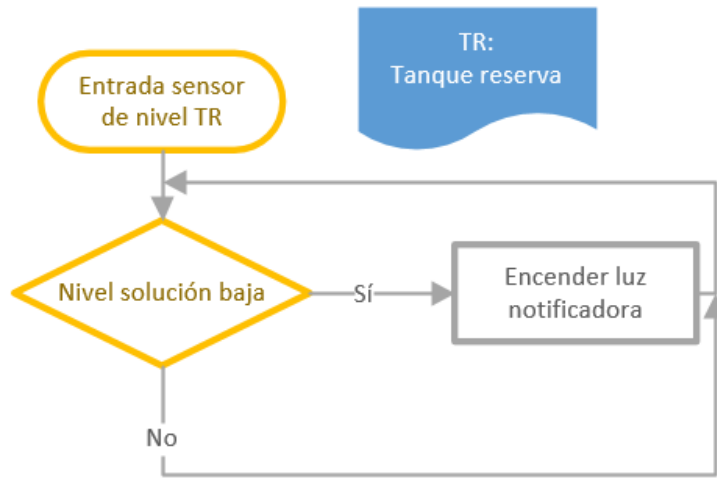 TR:
Tanque reserva
Entrada sensor
de nivel TR
Nivel solución baja
Sí
Encender luz
notificadora
No